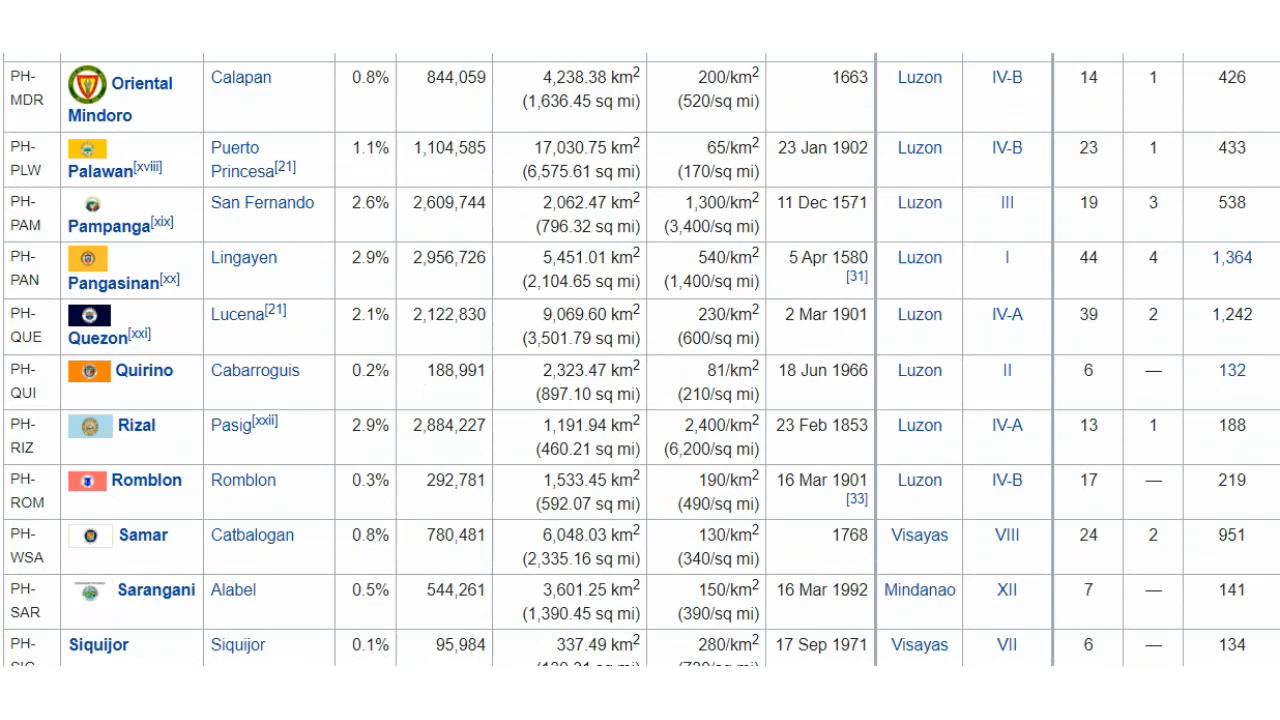 PH-MDR Oriental Mindoro Calapan 0.8% 844,059 4,238.38 km2 (1,636.45 sq mi) 200/km2 (520/sq mi) 1663 Luzon IV-B 14 1 426
PH-PLW Palawan[xviii] Puerto Princesa[21] 1.1% 1,104,585 17,030.75 km2 (6,575.61 sq mi) 65/km2 (170/sq mi) 23 Jan 1902 Luzon IV-B 23 1 433
PH-PAM Pampanga[xix] San Fernando 2.6% 2,609,744 2,062.47 km2 (796.32 sq mi) 1,300/km2 (3,400/sq mi) 11 Dec 1571 Luzon III 19 3 538
PH-PAN Pangasinan[xx] Lingayen 2.9% 2,956,726 5,451.01 km2 (2,104.65 sq mi) 540/km2 (1,400/sq mi) 5 Apr 1580 [31] Luzon I 44 4 1,364
PH-QUE Quezon[xxi] Lucena[21] 2.1% 2,122,830 9,069.60 km2 (3,501.79 sq mi) 230/km2 (600/sq mi) 2 Mar 1901 Luzon IV-A 39 2 1,242
PH-QUI Quirino Cabarroguis 0.2% 188,991 2,323.47 km2 (897.10 sq mi) 81/km2 (210/sq mi) 18 Jun 1966 Luzon II 6 — 132
PH-RIZ Rizal Pasig[xxii] 2.9% 2,884,227 1,191.94 km2 (460.21 sq mi) 2,400/km2 (6,200/sq mi) 23 Feb 1853 Luzon IV-A 13 1 188
PH-ROM Romblon Romblon 0.3% 292,781 1,533.45 km2 (592.07 sq mi) 190/km2 (490/sq mi) 16 Mar 1901 [33] Luzon IV-B 17 — 219
PH-WSA Samar Catbalogan 0.8% 780,481 6,048.03 km2 (2,335.16 sq mi) 130/km2 (340/sq mi) 1768 Visayas VIII 24 2 951
PH-SAR Sarangani Alabel 0.5% 544,261 3,601.25 km2 (1,390.45 sq mi) 150/km2 (390/sq mi) 16 Mar 1992 Mindanao XII 7 — 141
PH- Siquijor Siquijor 0.1% 95,984 337.49 km2 280/km2 17 Sep 1971 Visayas VII 6 — 134